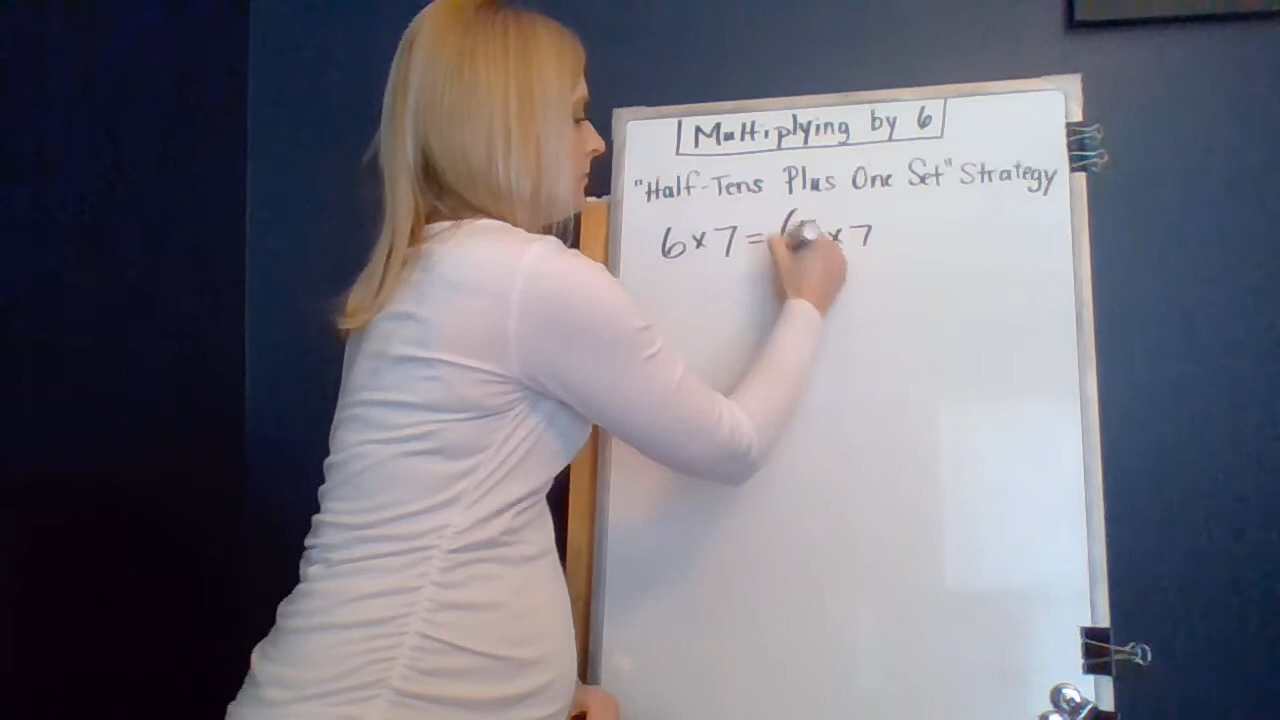 Multiplying by 6
"Half-Tens Plus One Set" Strategy
6 × 7 = ( × 7